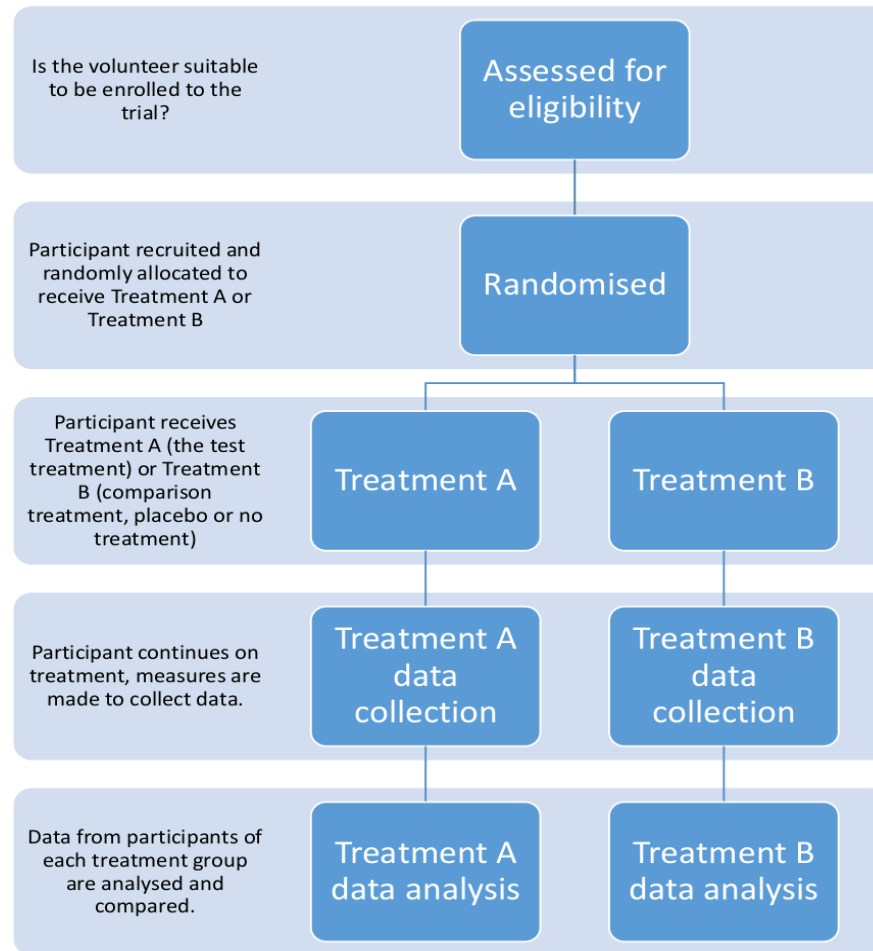 Is the volunteer suitable
to be enrolled to the
trial?
Assessed for
eligibility
Participant recruited and
randomly allocated to
receive Treatment A or
Treatment B
Randomised
Participant receives
Treatment A (the test
treatment) or Treatment
B (comparison
treatment, placebo or no
treatment)
Treatment A
Treatment B
Participant continues on
treatment, measures are
made to collect data.
Treatment A
data
collection
Treatment B
data
collection
Data from participants of
each treatment group
are analysed and
compared.
Treatment A
data analysis
Treatment B
data analysis